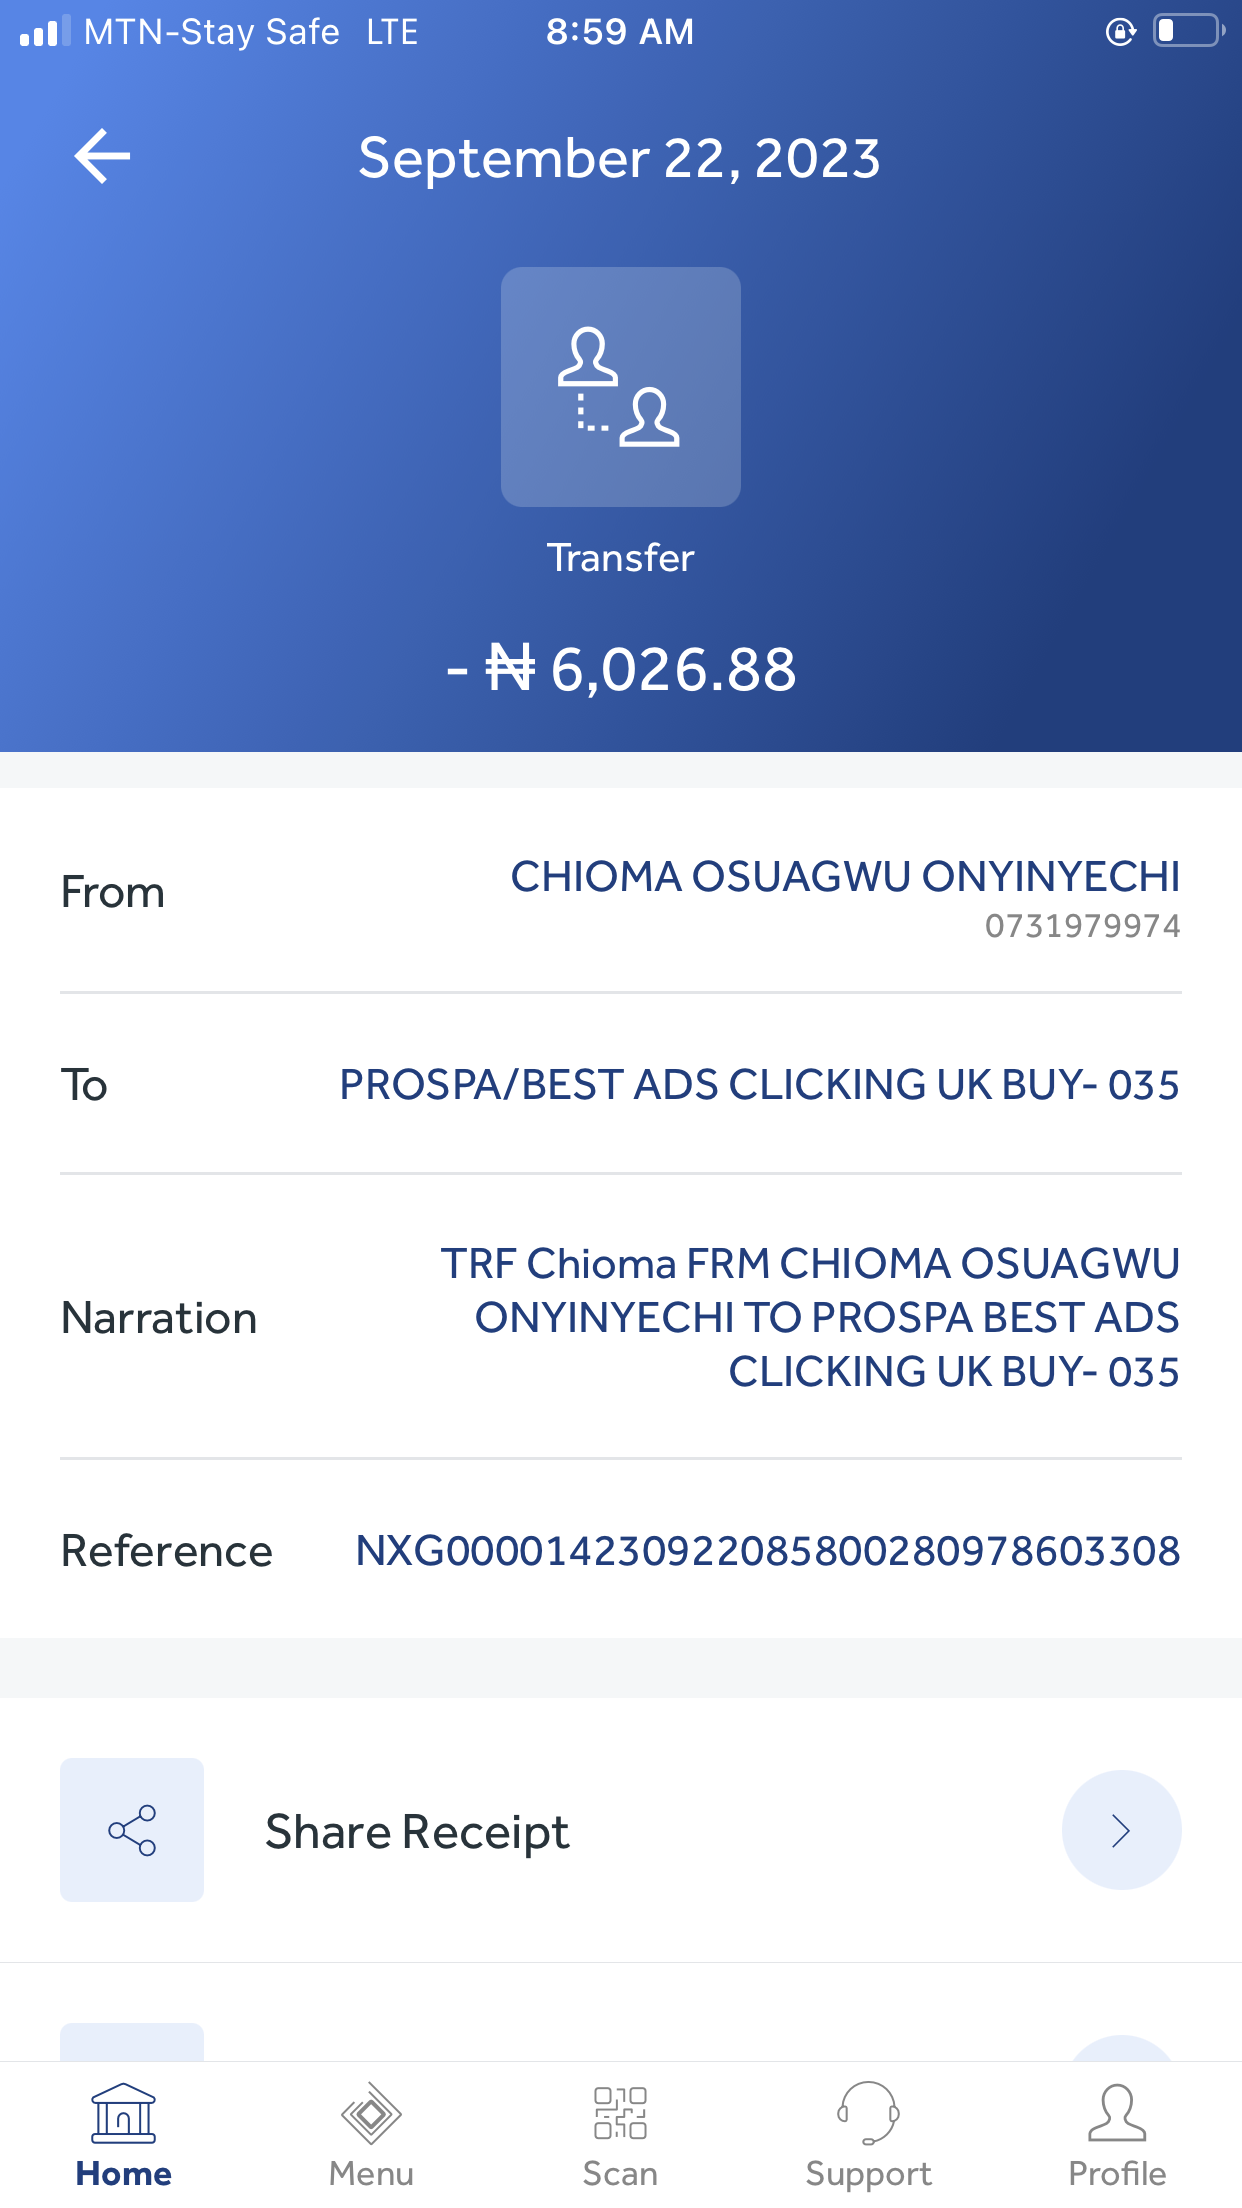 MTN-Stay Safe LTE 8:59 AM
September 22, 2023
Transfer
- ₦ 6,026.88
From
CHIOMA OSUAGWU ONYINYECHI
0731979974
To
PROSPA/BEST ADS CLICKING UK BUY- 035
Narration
TRF Chioma FRM CHIOMA OSUAGWU
ONYINYECHI TO PROSPA BEST ADS
CLICKING UK BUY- 035
Reference
NXG000014230922085800280978603308
Share Receipt
Home Menu Scan Support Profile